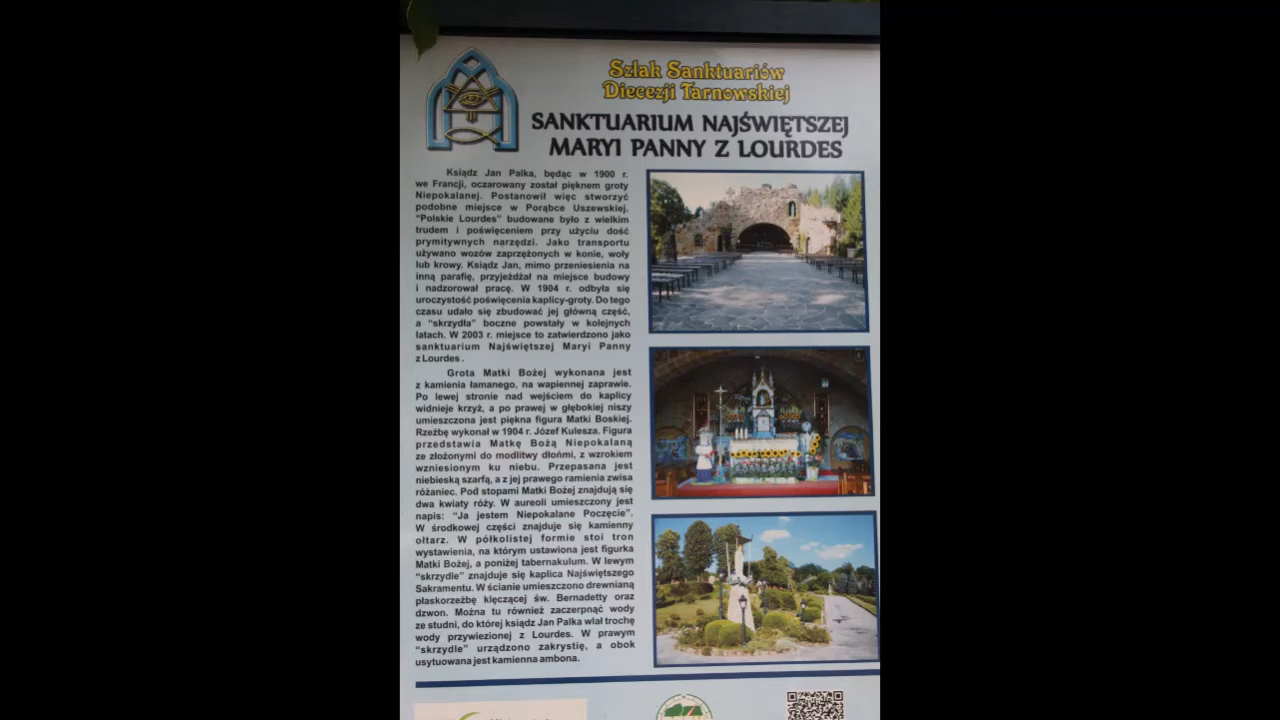 Szlak Sanktuariów
Diecezji Tarnowskiej
SANKTUARIUM NAJŚWIĘTSZEJ
MARYI PANNY Z LOURDES
Ksiądz Jan Palka, będąc w 1900 r.
we Francji, oczarowany został pięknem groty
Niepokalanej. Postanowił więc stworzyć
podobne miejsce w Porąbce Uszewskiej.
“Polskie Lourdes” budowane było z wielkim
trudem i poświęceniem przy użyciu dość
prymitywnych narzędzi. Jako transportu
używano wozów zaprzężonych w konie, woły
lub krowy. Ksiądz Jan, mimo przeniesienia na
inną parafię, przyjeżdżał na miejsce budowy
i nadzorował pracę. W 1904 r. odbyła się
uroczystość poświęcenia kaplicy-groty. Do tego
czasu udało się zbudować jej główną część,
a “skrzydła” boczne powstały w kolejnych
latach. W 2003 r. miejsce to zatwierdzono jako
sanktuarium Najświętszej Maryi Panny
z Lourdes .
Grota Matki Bożej wykonana jest
z kamienia łamanego, na wapiennej zaprawie.
Po lewej stronie nad wejściem do kaplicy
widnieje krzyż, a po prawej w głębokiej niszy
umieszczona jest piękna figura Matki Boskiej.
Rzeźbę wykonał w 1904 r. Józef Kulesza. Figura
przedstawia Matkę Bożą Niepokalaną
ze złożonymi do modlitwy dłońmi, z wzrokiem
wzniesionym ku niebu. Przepasana jest
niebieską szarfą, a z jej prawego ramienia zwisa
różaniec. Pod stopami Matki Bożej znajdują się
dwa kwiaty róży. W aureoli umieszczony jest
napis: “Ja jestem Niepokalane Poczęcie”.
W środkowej części znajduje się kamienny
ołtarz. W półkolistej formie stoi tron
wystawienia, na którym ustawiona jest figurka
Matki Bożej, a poniżej tabernakulum. W lewym
“skrzydle” znajduje się kaplica Najświętszego
Sakramentu. W ścianie umieszczono drewnianą
płaskorzeźbę klęczącej św. Bernadetty oraz
dzwon. Można tu również zaczerpnąć wody
ze studni, do której ksiądz Jan Palka wlał trochę
wody przywiezionej z Lourdes. W prawym
“skrzydle” urządzono zakrystię, a obok
usytuowana jest kamienna ambona.